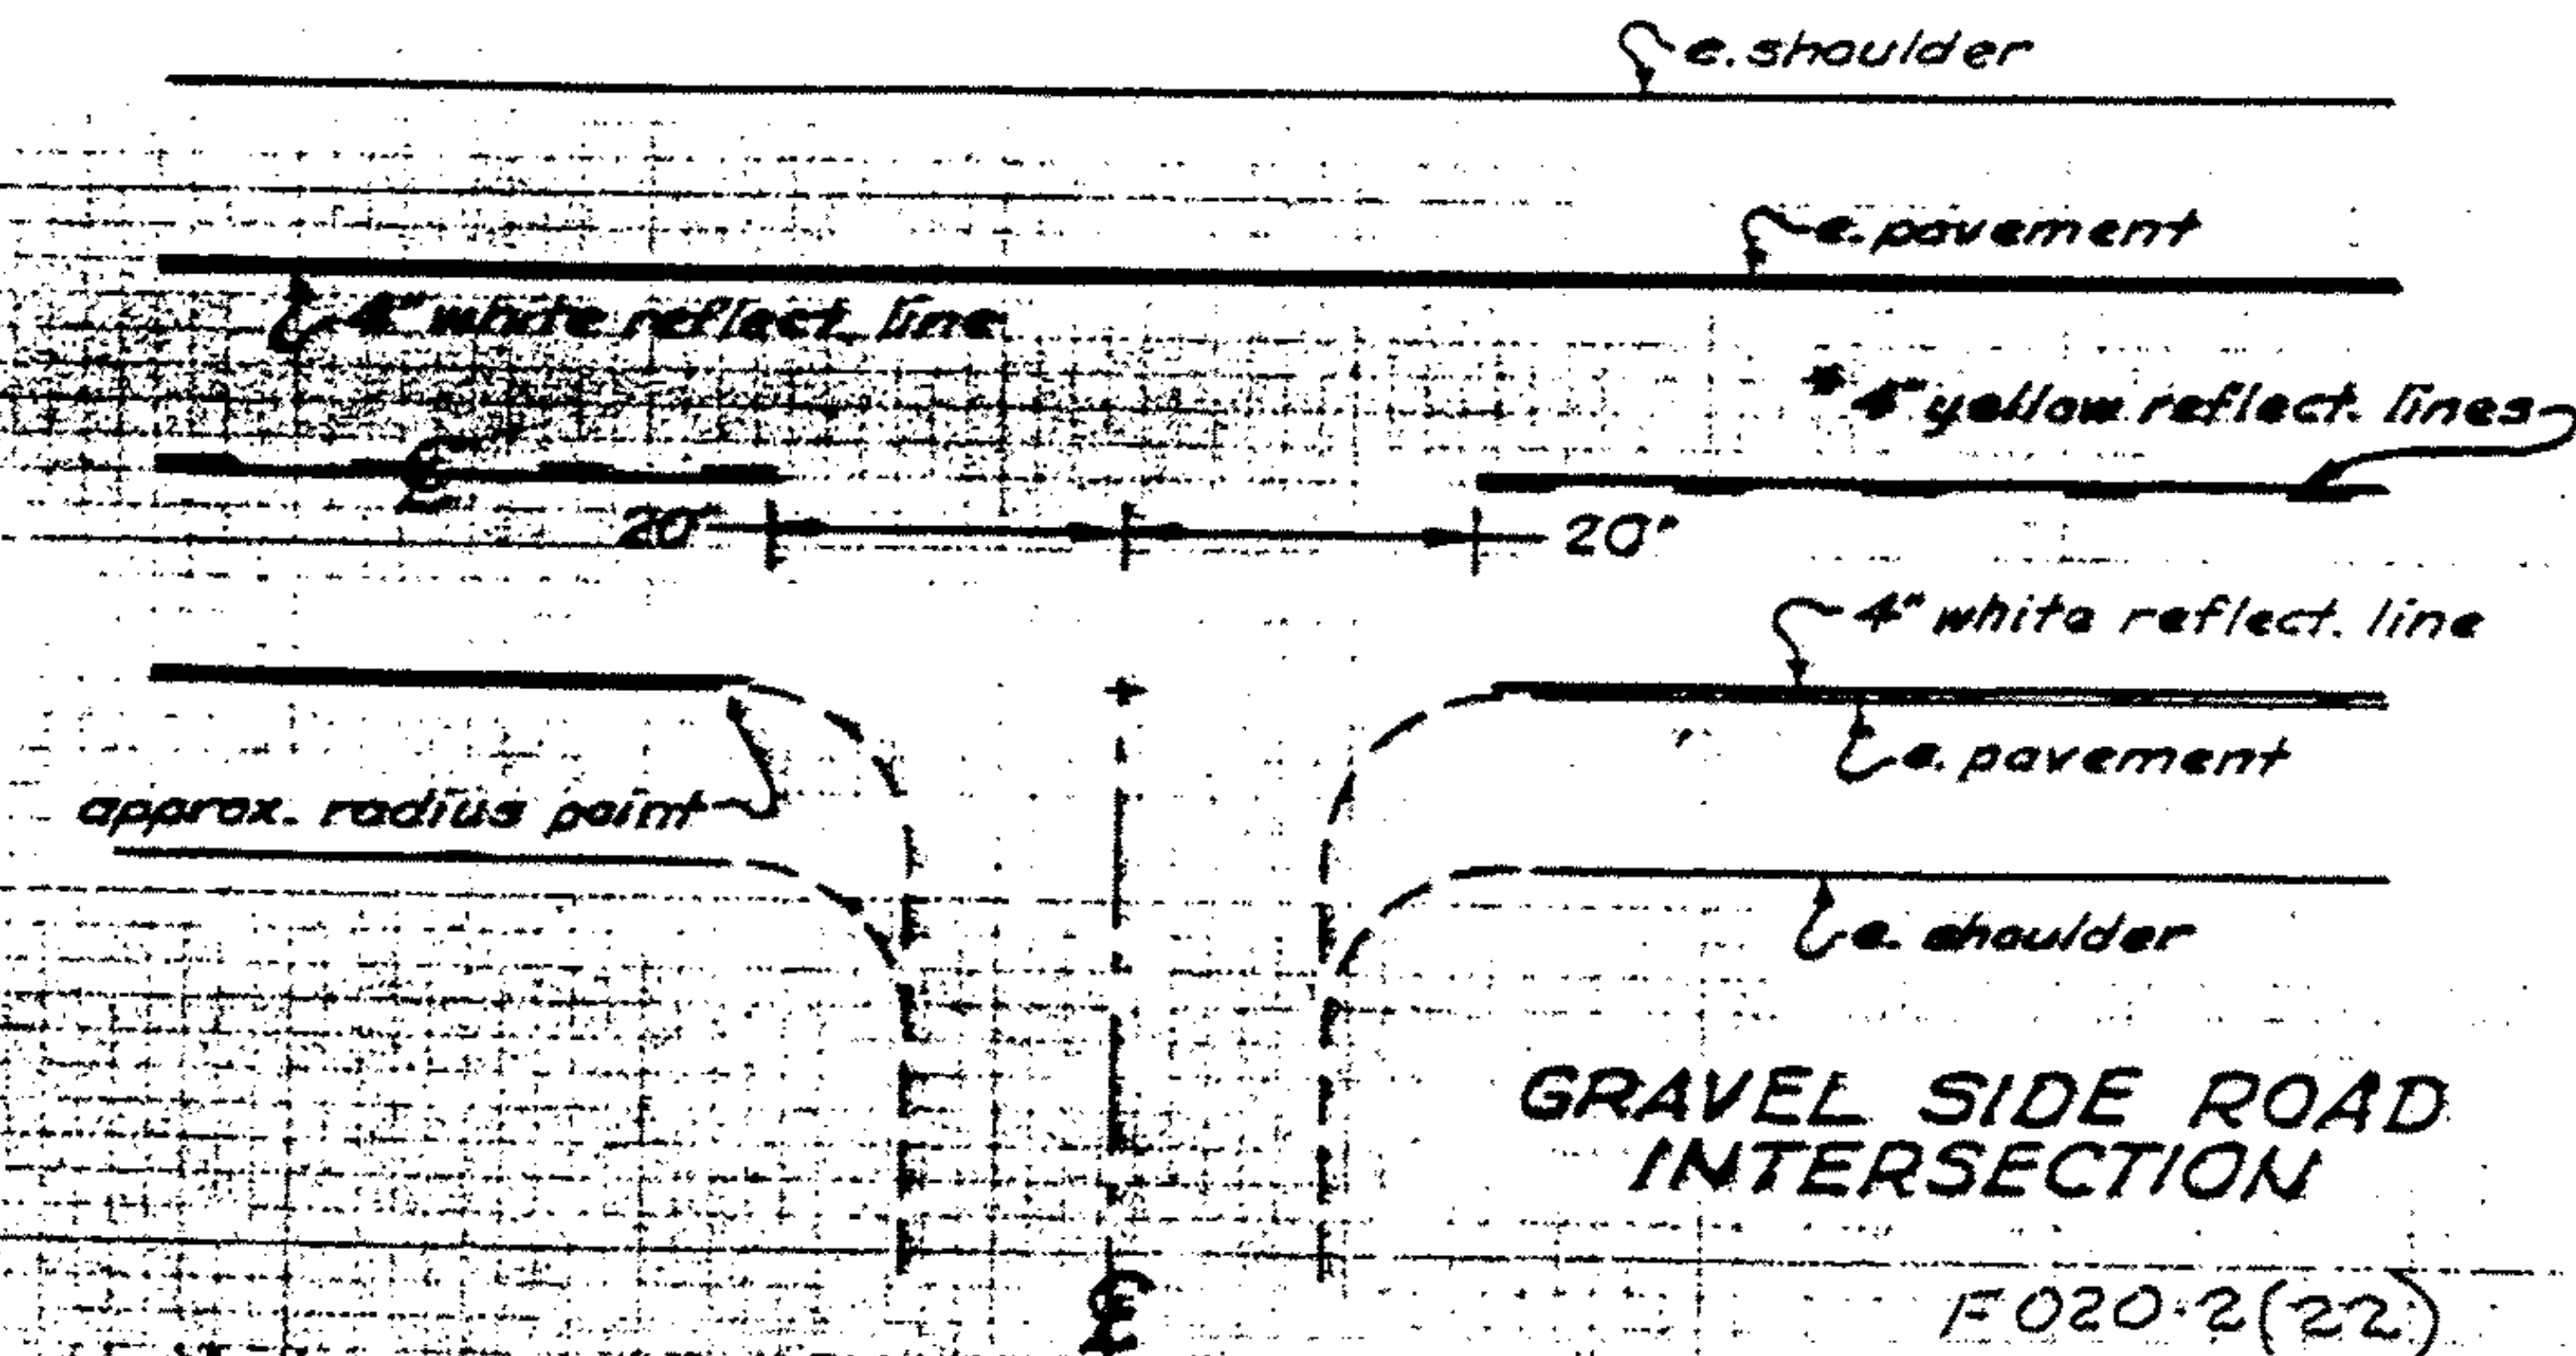 e. shoulder
e. pavement
4" white reflect. line
* 4" yellow reflect. lines
℄
20'
20'
4" white reflect. line
e. pavement
approx. radius point
e. shoulder
GRAVEL SIDE ROAD
INTERSECTION
℄
F 020-2(22)